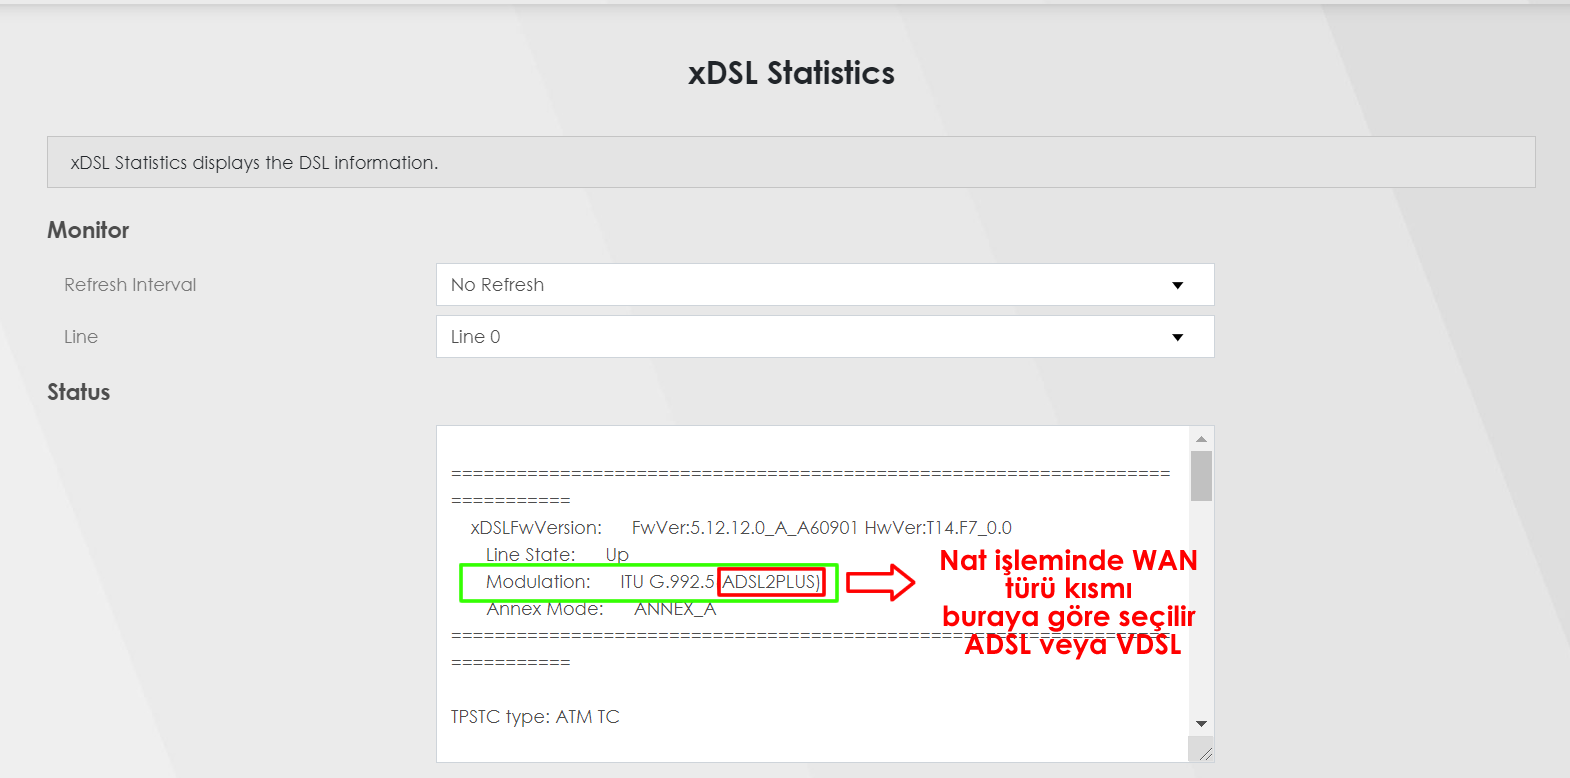 xDSL Statistics
xDSL Statistics displays the DSL information.
Monitor
Refresh Interval
No Refresh
Line
Line 0
Status
======================================================================
===========
xDSLFwVersion: FwVer:5.12.12.0_A_A60901 HwVer:T14.F7_0.0
Line State: Up
Modulation: ITU G.992.5(ADSL2PLUS)
Annex Mode: ANNEX_A
======================================================================
===========
TPSTC type: ATM TC
Nat işleminde WAN
türü kısmı
buraya göre seçilir
ADSL veya VDSL